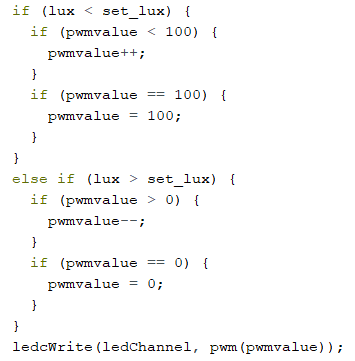 if (lux < set_lux) {
if (pwmvalue < 100) {
pwmvalue++;
}
if (pwmvalue == 100) {
pwmvalue = 100;
}
}
else if (lux > set_lux) {
if (pwmvalue > 0) {
pwmvalue--;
}
if (pwmvalue == 0) {
pwmvalue = 0;
}
}
ledcWrite(ledChannel, pwm(pwmvalue));